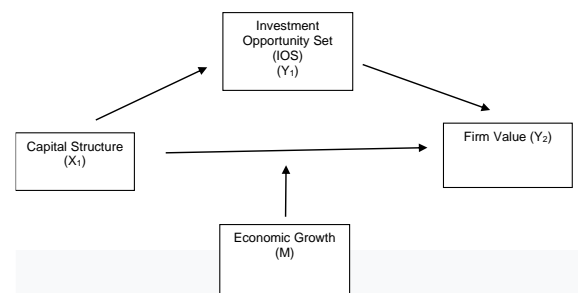 Investment
Opportunity Set
(IOS)
(Y₁)
Capital Structure
(X₁)
Firm Value (Y₂)
Economic Growth
(M)